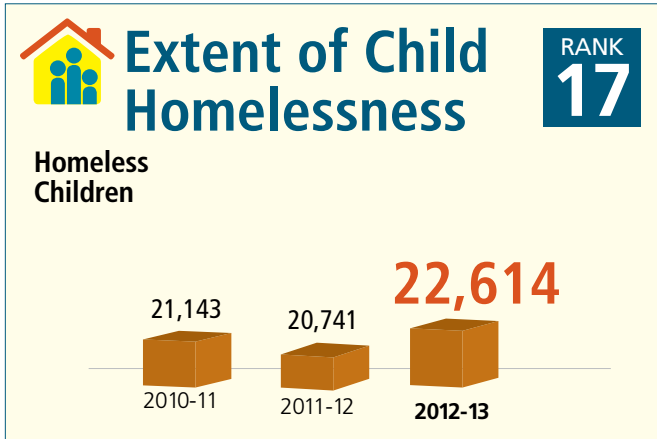 Extent of Child
Homelessness
RANK
17
Homeless
Children
22,614
21,143
20,741
2010-11
2011-12
2012-13